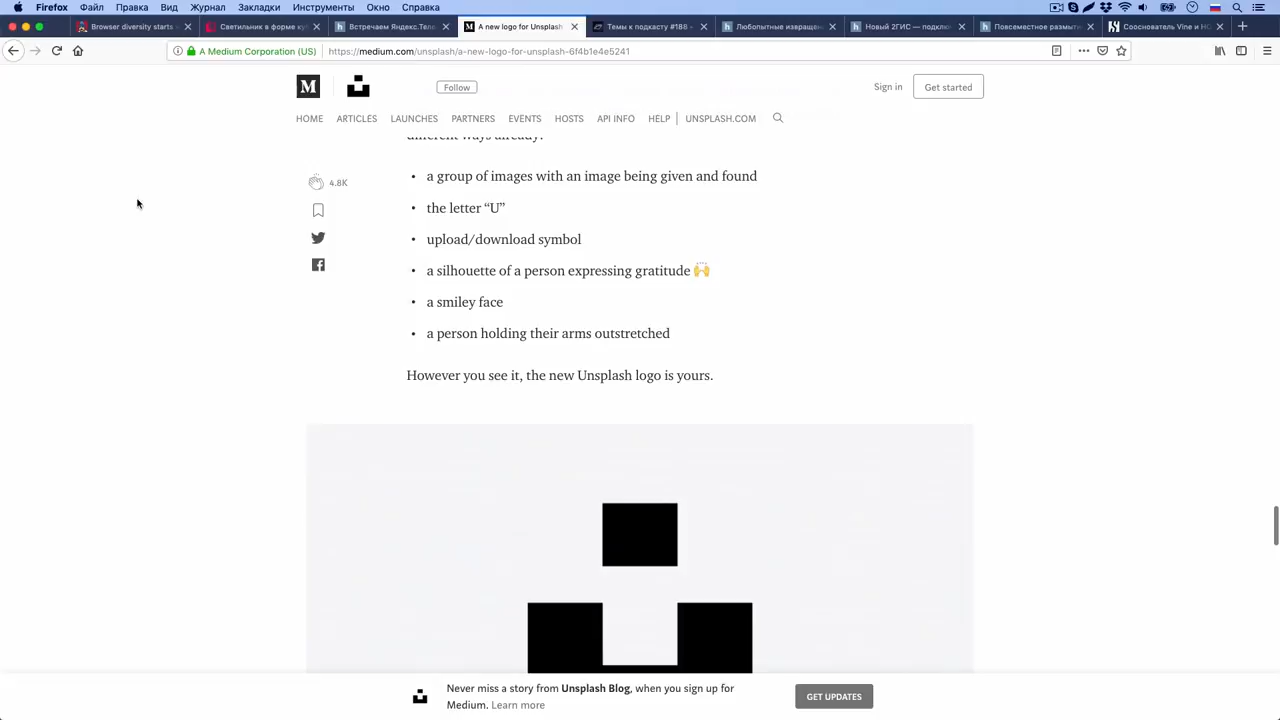 Firefox Файл Правка Вид Журнал Закладки Инструменты Окно Справка
Browser diversity starts
Светильник в форме ку
Встречаем Яндекс.Теле
A new logo for Unsplash
Темы к подкасту #188 –
Любопытные извращен
Новый 2ГИС — подклю
Повсеместное размыти
Сооснователь Vine и HQ
A Medium Corporation (US)
https://medium.com/unsplash/a-new-logo-for-unsplash-6f4b1e4e5241
M
Follow
Sign in
Get started
HOME ARTICLES LAUNCHES PARTNERS EVENTS HOSTS API INFO HELP UNSPLASH.COM
different ways already:
4.8K
• a group of images with an image being given and found
• the letter “U”
• upload/download symbol
• a silhouette of a person expressing gratitude 🙌
• a smiley face
• a person holding their arms outstretched
However you see it, the new Unsplash logo is yours.
Never miss a story from Unsplash Blog, when you sign up for
Medium. Learn more
GET UPDATES